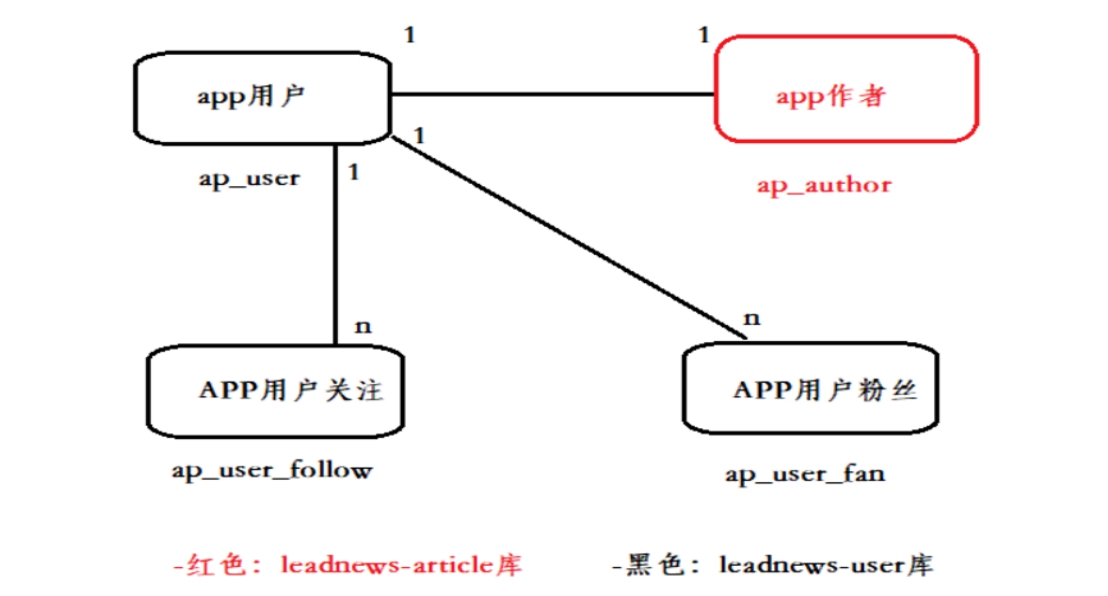 1 1
app用户 app作者
1
ap_user 1 ap_author
n n
APP用户关注 APP用户粉丝
ap_user_follow ap_user_fan
-红色：leadnews-article库 -黑色：leadnews-user库